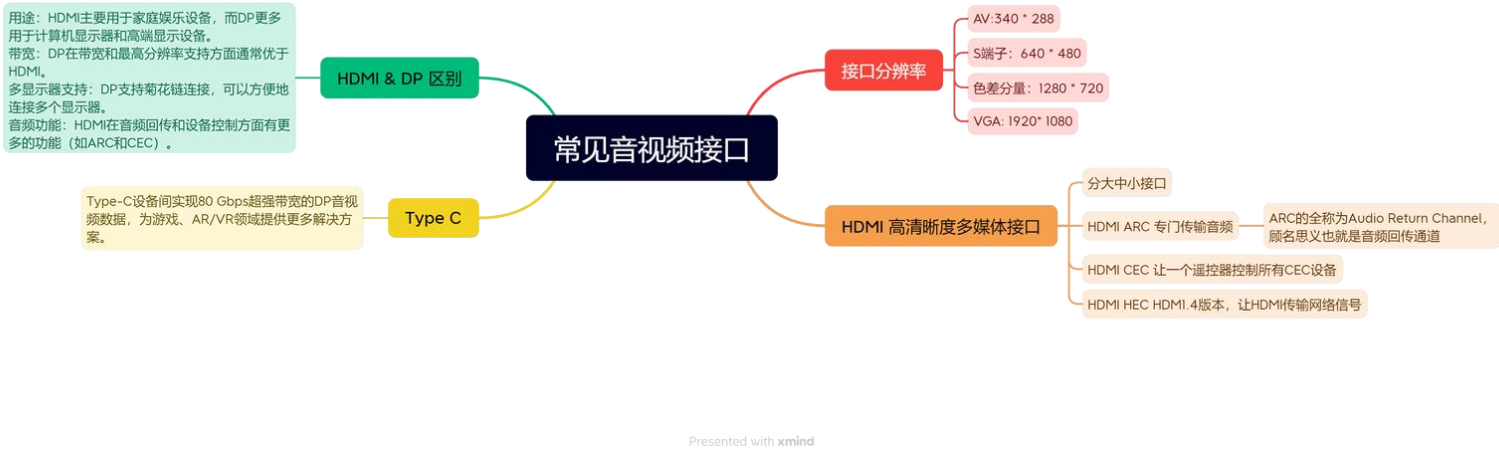 常见音视频接口
接口分辨率
AV:340 * 288
S端子：640 * 480
色差分量：1280 * 720
VGA: 1920* 1080
HDMI 高清晰度多媒体接口
分大中小接口
HDMI ARC 专门传输音频
ARC的全称为Audio Return Channel，
顾名思义也就是音频回传通道
HDMI CEC 让一个遥控器控制所有CEC设备
HDMI HEC HDM1.4版本，让HDMI传输网络信号
HDMI & DP 区别
用途：HDMI主要用于家庭娱乐设备，而DP更多
用于计算机显示器和高端显示设备。
带宽：DP在带宽和最高分辨率支持方面通常优于
HDMI。
多显示器支持：DP支持菊花链连接，可以方便地
连接多个显示器。
音频功能：HDMI在音频回传和设备控制方面有更
多的功能（如ARC和CEC）。
Type C
Type-C设备间实现80 Gbps超强带宽的DP音视
频数据，为游戏、AR/VR领域提供更多解决方
案。
Presented with xmind